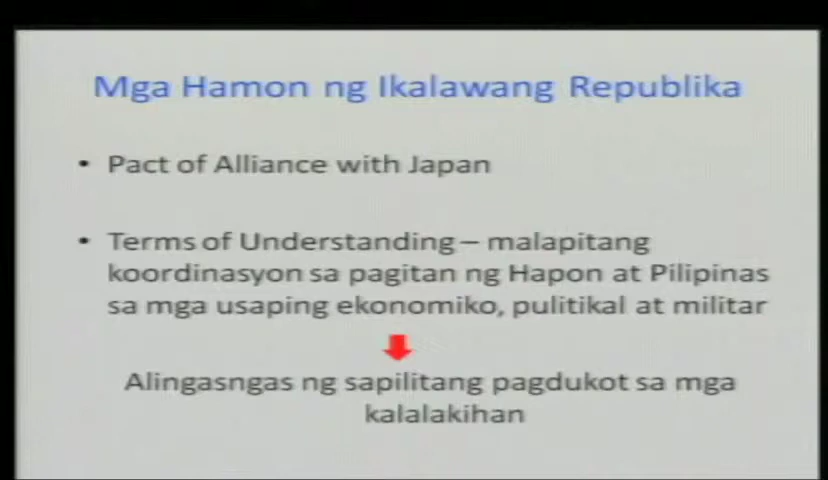 Mga Hamon ng Ikalawang Republika
• Pact of Alliance with Japan
• Terms of Understanding – malapitang
koordinasyon sa pagitan ng Hapon at Pilipinas
sa mga usaping ekonomiko, pulitikal at militar
Alingasngas ng sapilitang pagdukot sa mga
kalalakihan